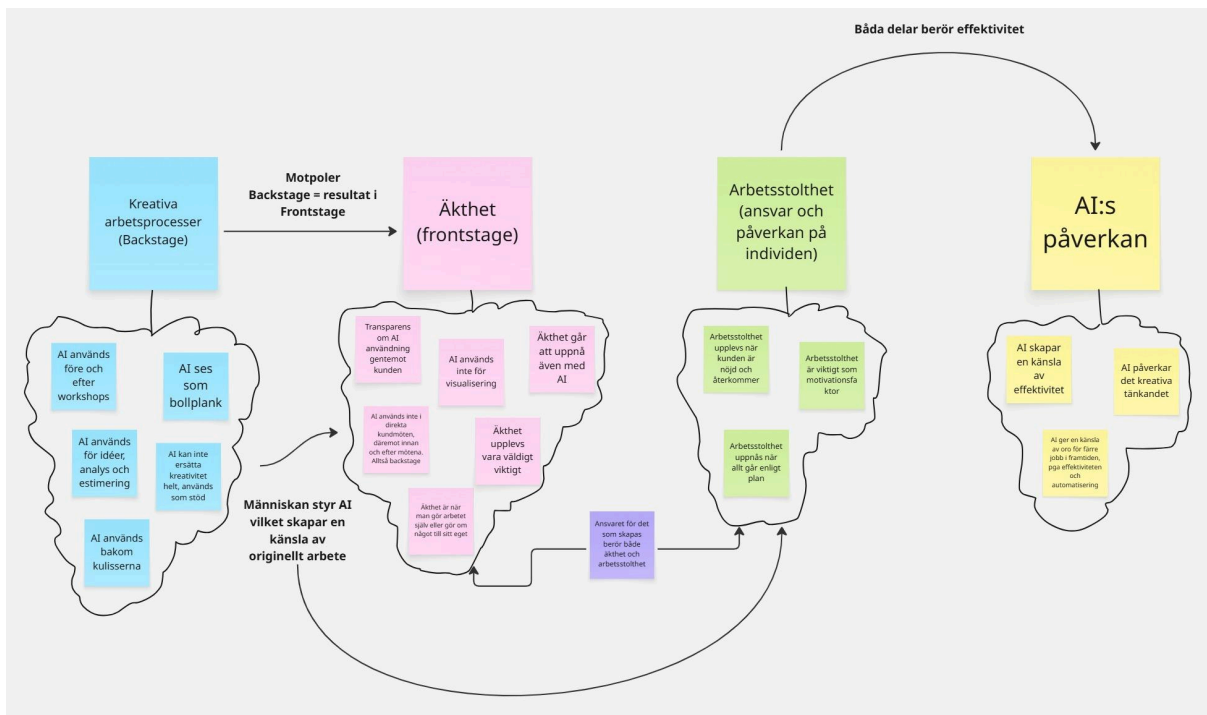 Båda delar berör effektivitet
Kreativa
arbetsprocesser
(Backstage)
Motpoler
Backstage = resultat i
Frontstage
Äkthet
(frontstage)
Arbetsstolthet
(ansvar och
påverkan på
individen)
AI:s
påverkan
AI används
före och
efter
workshops
AI ses
som
bollplank
AI används
för idéer,
analys och
estimering
AI kan inte
ersätta
kreativitet
helt, används
som stöd
AI används
bakom
kulisserna
Människan styr AI
vilket skapar en
känsla av
originellt arbete
Transparens
om AI
användning
gentemot
kunden
AI används
inte för
visualisering
Äkthet går
att uppnå
även med
AI
AI används inte i
direkta
kundmöten,
däremot innan
och efter mötena.
Alltså backstage
Äkthet
upplevs
vara väldigt
viktigt
Äkthet är när
man gör arbetet
själv eller gör om
något till sitt eget
Ansvaret för det
som skapas
berör både
äkthet och
arbetsstolthet
Arbetsstolthet
upplevs när
kunden är
nöjd och
återkommer
Arbetsstolthet
är viktigt som
motivationsfa
ktor
Arbetsstolthet
uppnås när
allt går enligt
plan
AI skapar
en känsla
av
effektivitet
AI påverkar
det kreativa
tänkandet
AI ger en känsla
av oro för färre
jobb i framtiden,
pga effektiviteten
och
automatisering